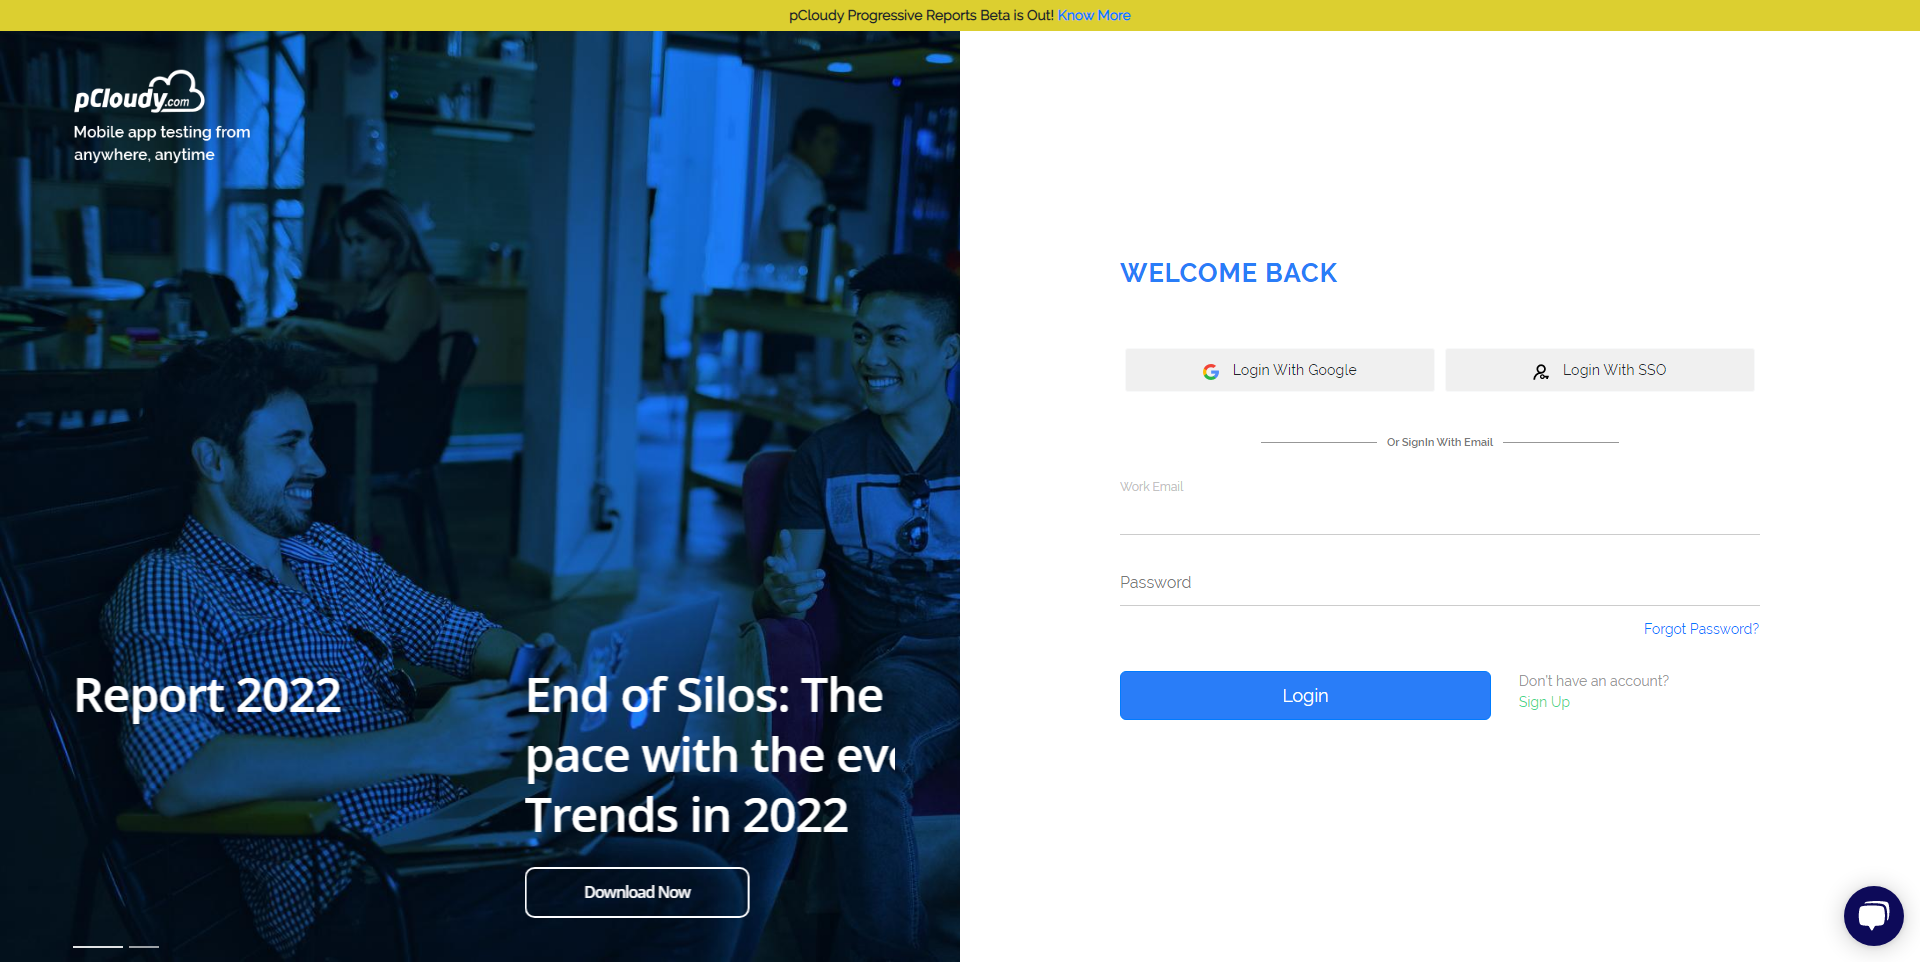 pCloudy Progressive Reports Beta is Out! Know More
pCloudy.com
Mobile app testing from
anywhere, anytime
Report 2022
End of Silos: The
pace with the eve
Trends in 2022
Download Now
WELCOME BACK
Login With Google
Login With SSO
Or SignIn With Email
Work Email
Password
Forgot Password?
Login
Don't have an account?
Sign Up